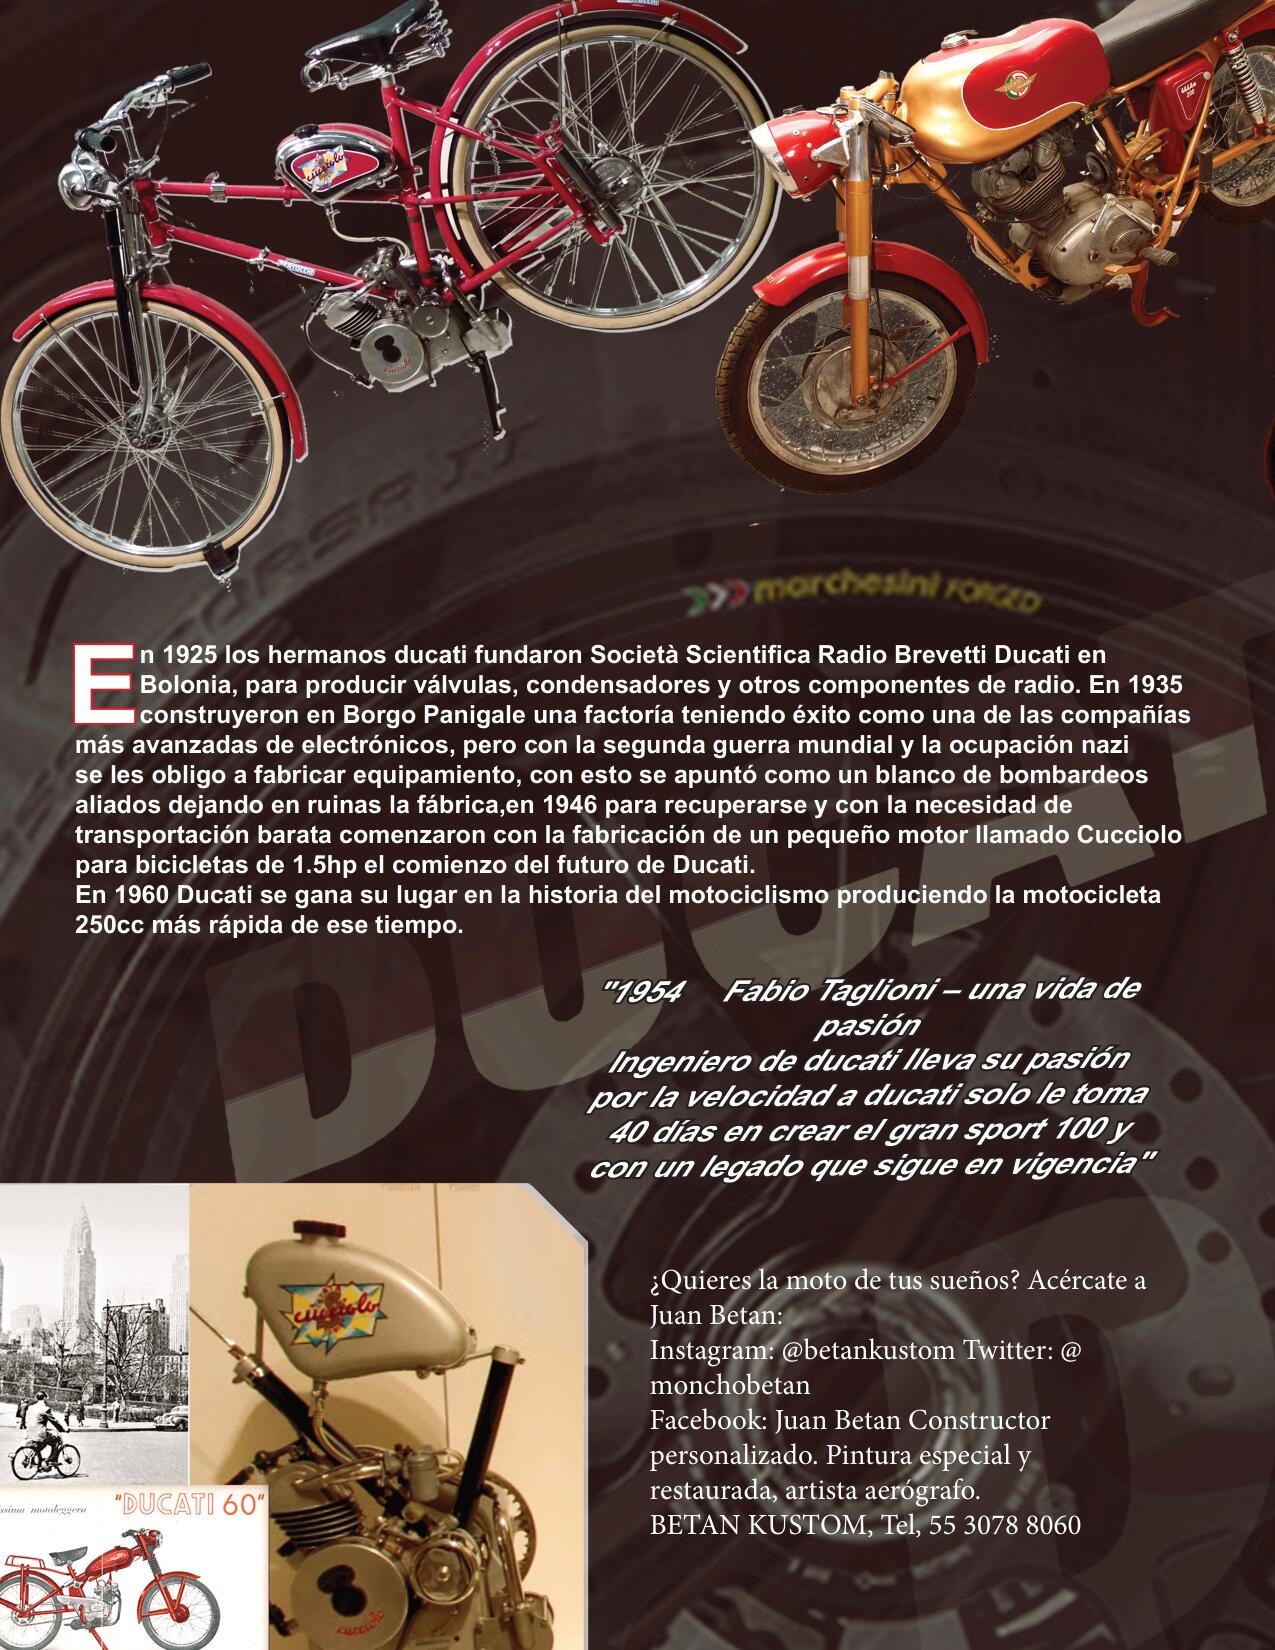 cucciolo
BERTOCCHI
cucciolo
marchesini FORGED
En 1925 los hermanos ducati fundaron Società Scientifica Radio Brevetti Ducati en
Bolonia, para producir válvulas, condensadores y otros componentes de radio. En 1935
construyeron en Borgo Panigale una factoría teniendo éxito como una de las compañías
más avanzadas de electrónicos, pero con la segunda guerra mundial y la ocupación nazi
se les obligo a fabricar equipamiento, con esto se apuntó como un blanco de bombardeos
aliados dejando en ruinas la fábrica,en 1946 para recuperarse y con la necesidad de
transportación barata comenzaron con la fabricación de un pequeño motor llamado Cucciolo
para bicicletas de 1.5hp el comienzo del futuro de Ducati.
En 1960 Ducati se gana su lugar en la historia del motociclismo produciendo la motocicleta
250cc más rápida de ese tiempo.
DUCATI
"1954 Fabio Taglioni – una vida de
pasión
Ingeniero de ducati lleva su pasión
por la velocidad a ducati solo le toma
40 días en crear el gran sport 100 y
con un legado que sigue en vigencia"
cucciolo
¿Quieres la moto de tus sueños? Acércate a
Juan Betan:
Instagram: @betankustom Twitter: @
monchobetan
Facebook: Juan Betan Constructor
personalizado. Pintura especial y
restaurada, artista aerógrafo.
BETAN KUSTOM, Tel, 55 3078 8060
motoleggera "DUCATI 60"
cucciolo